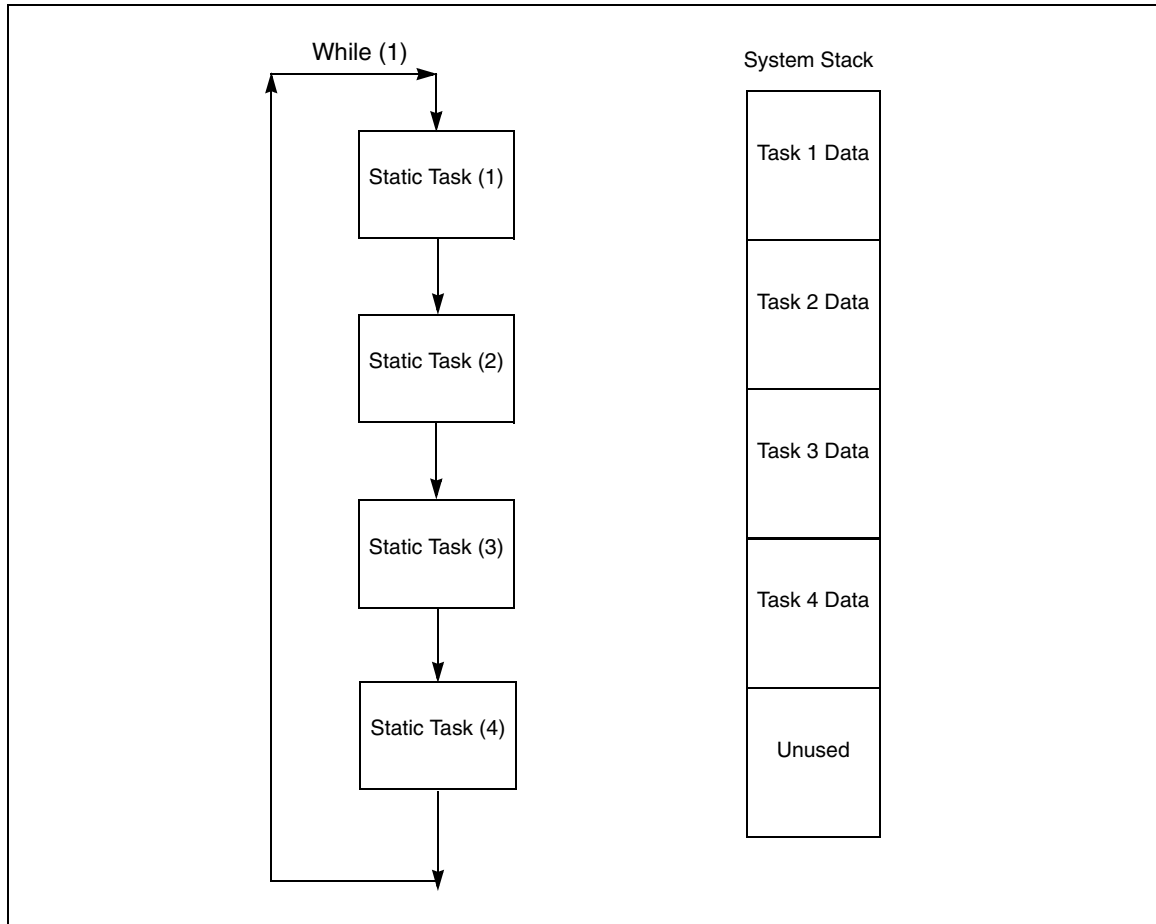 While (1)
Static Task (1)
Static Task (2)
Static Task (3)
Static Task (4)
System Stack
Task 1 Data
Task 2 Data
Task 3 Data
Task 4 Data
Unused